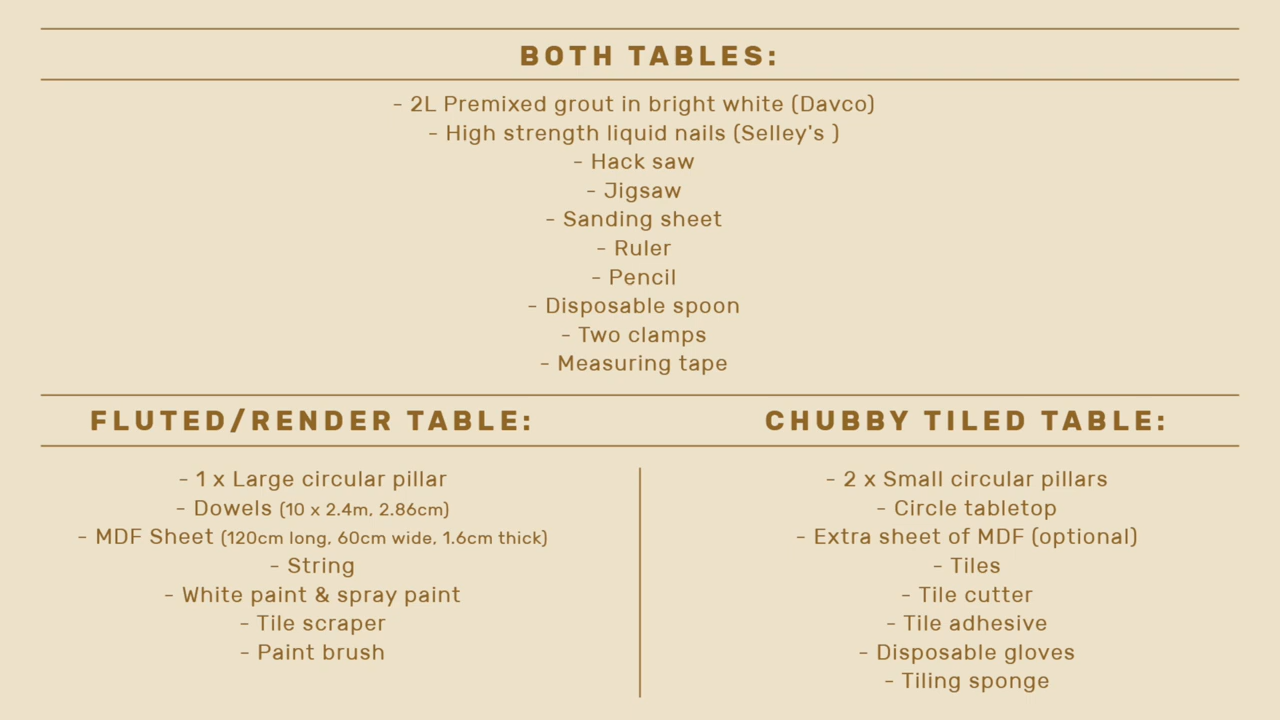 BOTH TABLES:
- 2L Premixed grout in bright white (Davco)
- High strength liquid nails (Selley's )
- Hack saw
- Jigsaw
- Sanding sheet
- Ruler
- Pencil
- Disposable spoon
- Two clamps
- Measuring tape
FLUTED/RENDER TABLE:
- 1 x Large circular pillar
- Dowels (10 x 2.4m, 2.86cm)
- MDF Sheet (120cm long, 60cm wide, 1.6cm thick)
- String
- White paint & spray paint
- Tile scraper
- Paint brush
CHUBBY TILED TABLE:
- 2 x Small circular pillars
- Circle tabletop
- Extra sheet of MDF (optional)
- Tiles
- Tile cutter
- Tile adhesive
- Disposable gloves
- Tiling sponge